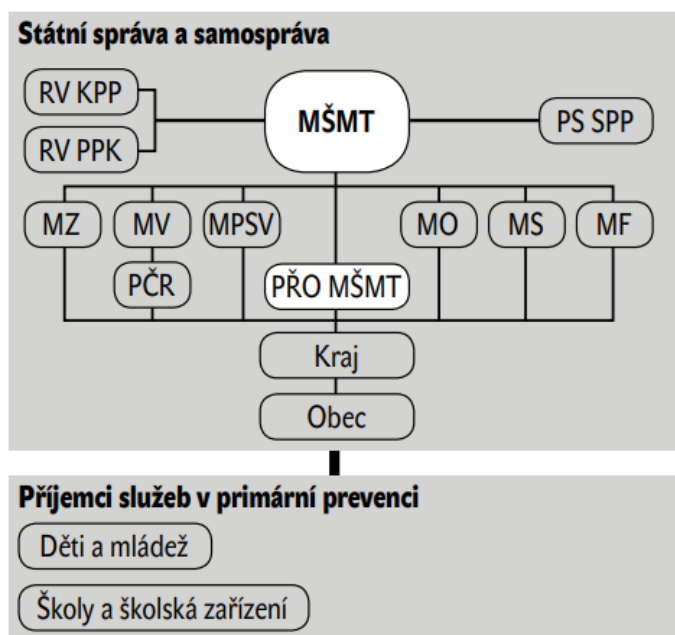 Státní správa a samospráva
RV KPP
MŠMT
PS SPP
RV PPK
MZ
MV
MPSV
MO
MS
MF
PČR
PŘO MŠMT
Kraj
Obec
Příjemci služeb v primární prevenci
Děti a mládež
Školy a školská zařízení